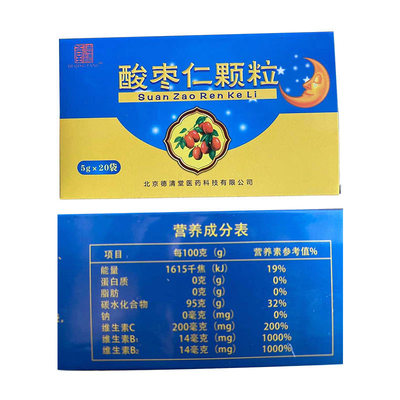 酸枣仁颗粒
Suan Zao Ren Ke Li
5g×20袋
北京德清堂医药科技有限公司
营养成分表
项目 每100克（g） 营养素参考值%
能量 1615千焦（kJ） 19%
蛋白质 0克（g） 0%
脂肪 0克（g） 0%
碳水化合物 95克（g） 32%
钠 0毫克（mg） 0%
维生素C 200毫克（mg） 200%
维生素B₁ 14毫克（mg） 1000%
维生素B₂ 14毫克（mg） 1000%